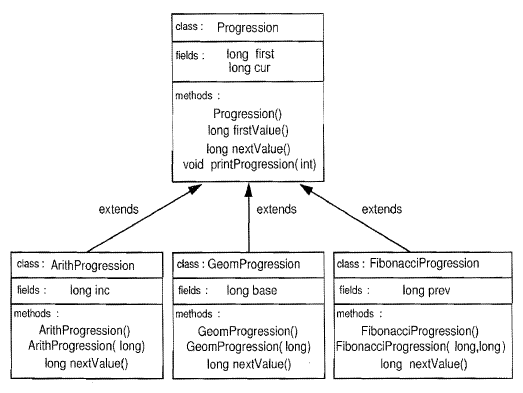 class : Progression
fields : long first
long cur
methods :
Progression()
long firstValue()
long nextValue()
void printProgression( int)
extends
extends
extends
class : ArithProgression
fields : long inc
methods :
ArithProgression()
ArithProgression( long)
long nextValue()
class : GeomProgression
fields : long base
methods :
GeomProgression()
GeomProgression( long)
long nextValue()
class : FibonacciProgression
fields : long prev
methods :
FibonacciProgression()
FibonacciProgression( long,long)
long nextValue()